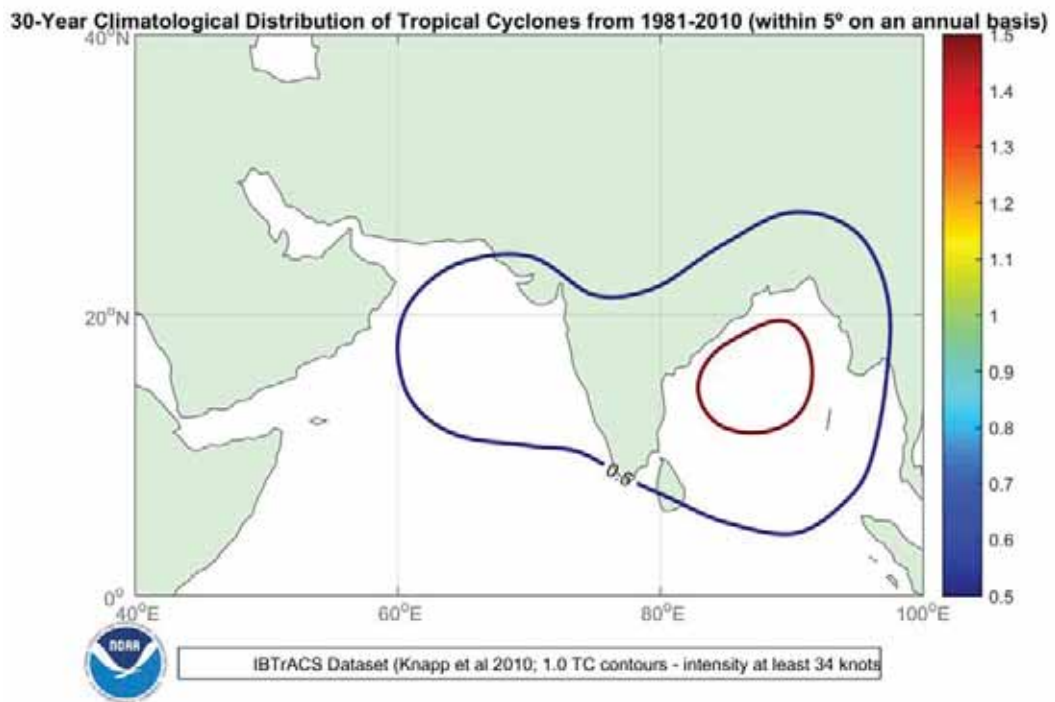 30-Year Climatological Distribution of Tropical Cyclones from 1981-2010 (within 5º on an annual basis)
40°N
20°N
0°
40°E
60°E
80°E
100°E
0.6
1.5
1.4
1.3
1.2
1.1
1
0.9
0.8
0.7
0.6
0.5
NOAA
IBTrACS Dataset (Knapp et al 2010; 1.0 TC contours - intensity at least 34 knots